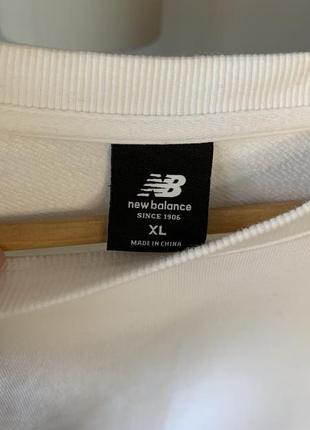 NB
new balance
SINCE 1906
XL
MADE IN CHINA